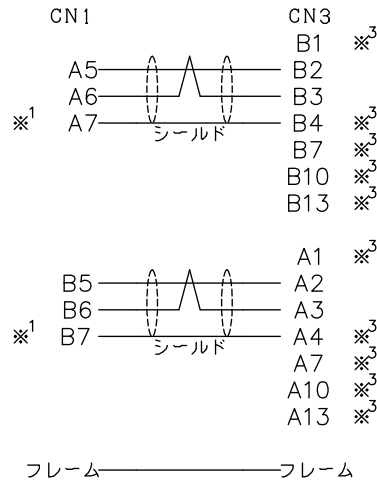 CN1 CN3
B1 ※3
A5 B2
A6 B3
※1 A7 シールド B4 ※3
B7 ※3
B10 ※3
B13 ※3
A1 ※3
B5 A2
B6 A3
※1 B7 シールド A4 ※3
A7 ※3
A10 ※3
A13 ※3
フレーム フレーム